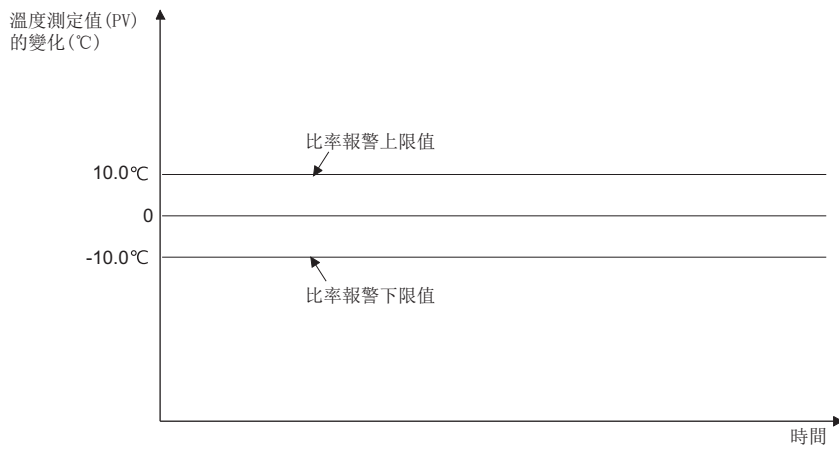 溫度測定值(PV)
的變化(℃)
比率報警上限值
10.0℃
0
-10.0℃
比率報警下限值
時間